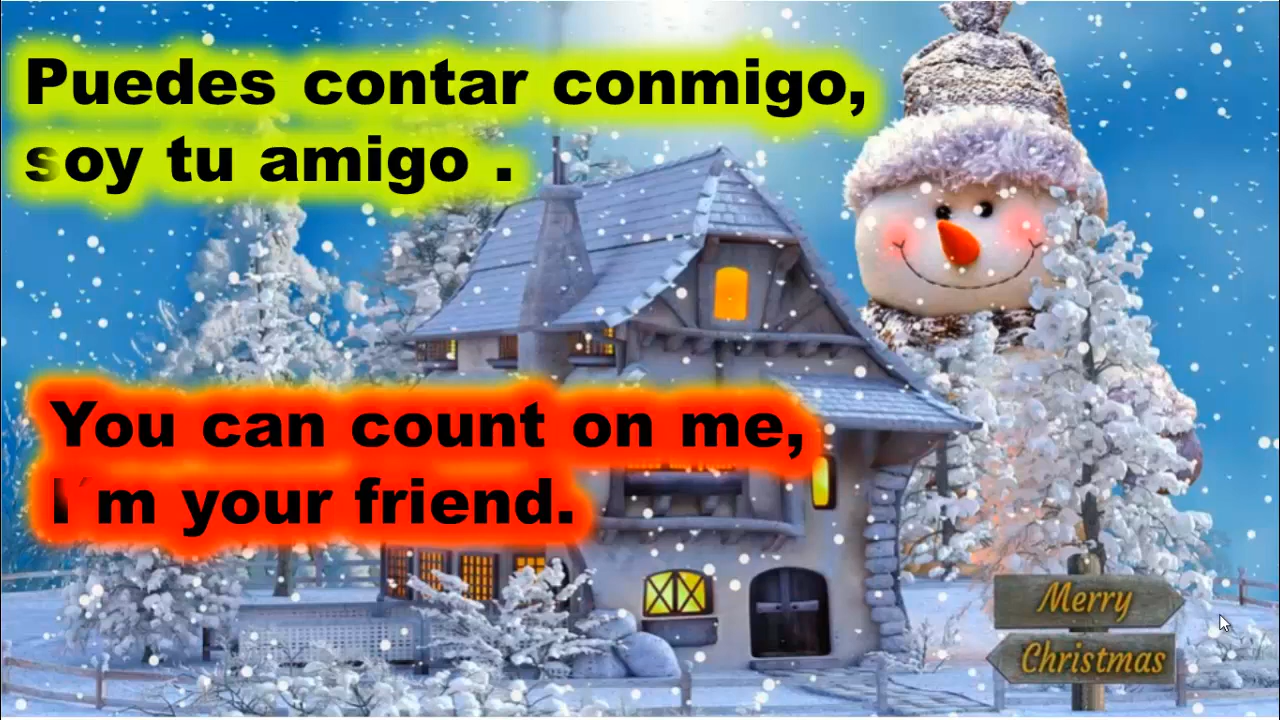 Puedes contar conmigo,
soy tu amigo .
You can count on me,
I´m your friend.
Merry
Christmas